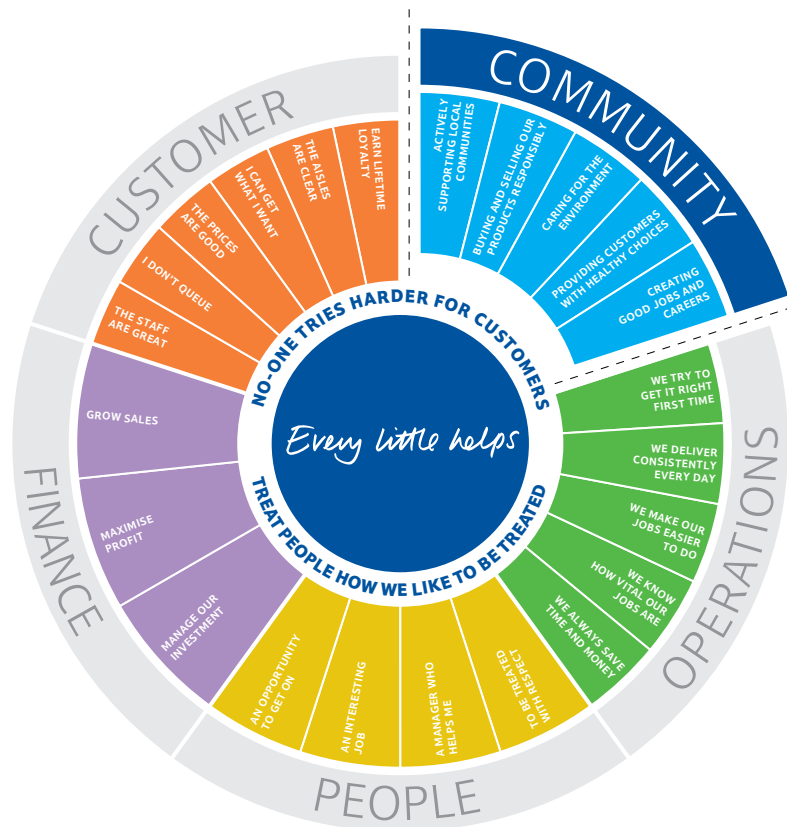 COMMUNITY
ACTIVELY
SUPPORTING LOCAL
COMMUNITIES
BUYING AND SELLING OUR
PRODUCTS RESPONSIBLY
CARING FOR THE
ENVIRONMENT
PROVIDING CUSTOMERS
WITH HEALTHY CHOICES
CREATING
GOOD JOBS AND
CAREERS
OPERATIONS
WE TRY TO
GET IT RIGHT
FIRST TIME
WE DELIVER
CONSISTENTLY
EVERY DAY
WE MAKE OUR
JOBS EASIER
TO DO
WE KNOW
HOW VITAL OUR
JOBS ARE
WE ALWAYS SAVE
TIME AND MONEY
PEOPLE
TO BE TREATED
WITH RESPECT
A MANAGER WHO
HELPS ME
AN INTERESTING
JOB
AN OPPORTUNITY
TO GET ON
FINANCE
MANAGE OUR
INVESTMENT
MAXIMISE
PROFIT
GROW SALES
CUSTOMER
THE STAFF
ARE GREAT
I DON'T QUEUE
THE PRICES
ARE GOOD
I CAN GET
WHAT I WANT
THE AISLES
ARE CLEAR
EARN LIFETIME
LOYALTY
NO-ONE TRIES HARDER FOR CUSTOMERS
Every little helps
TREAT PEOPLE HOW WE LIKE TO BE TREATED